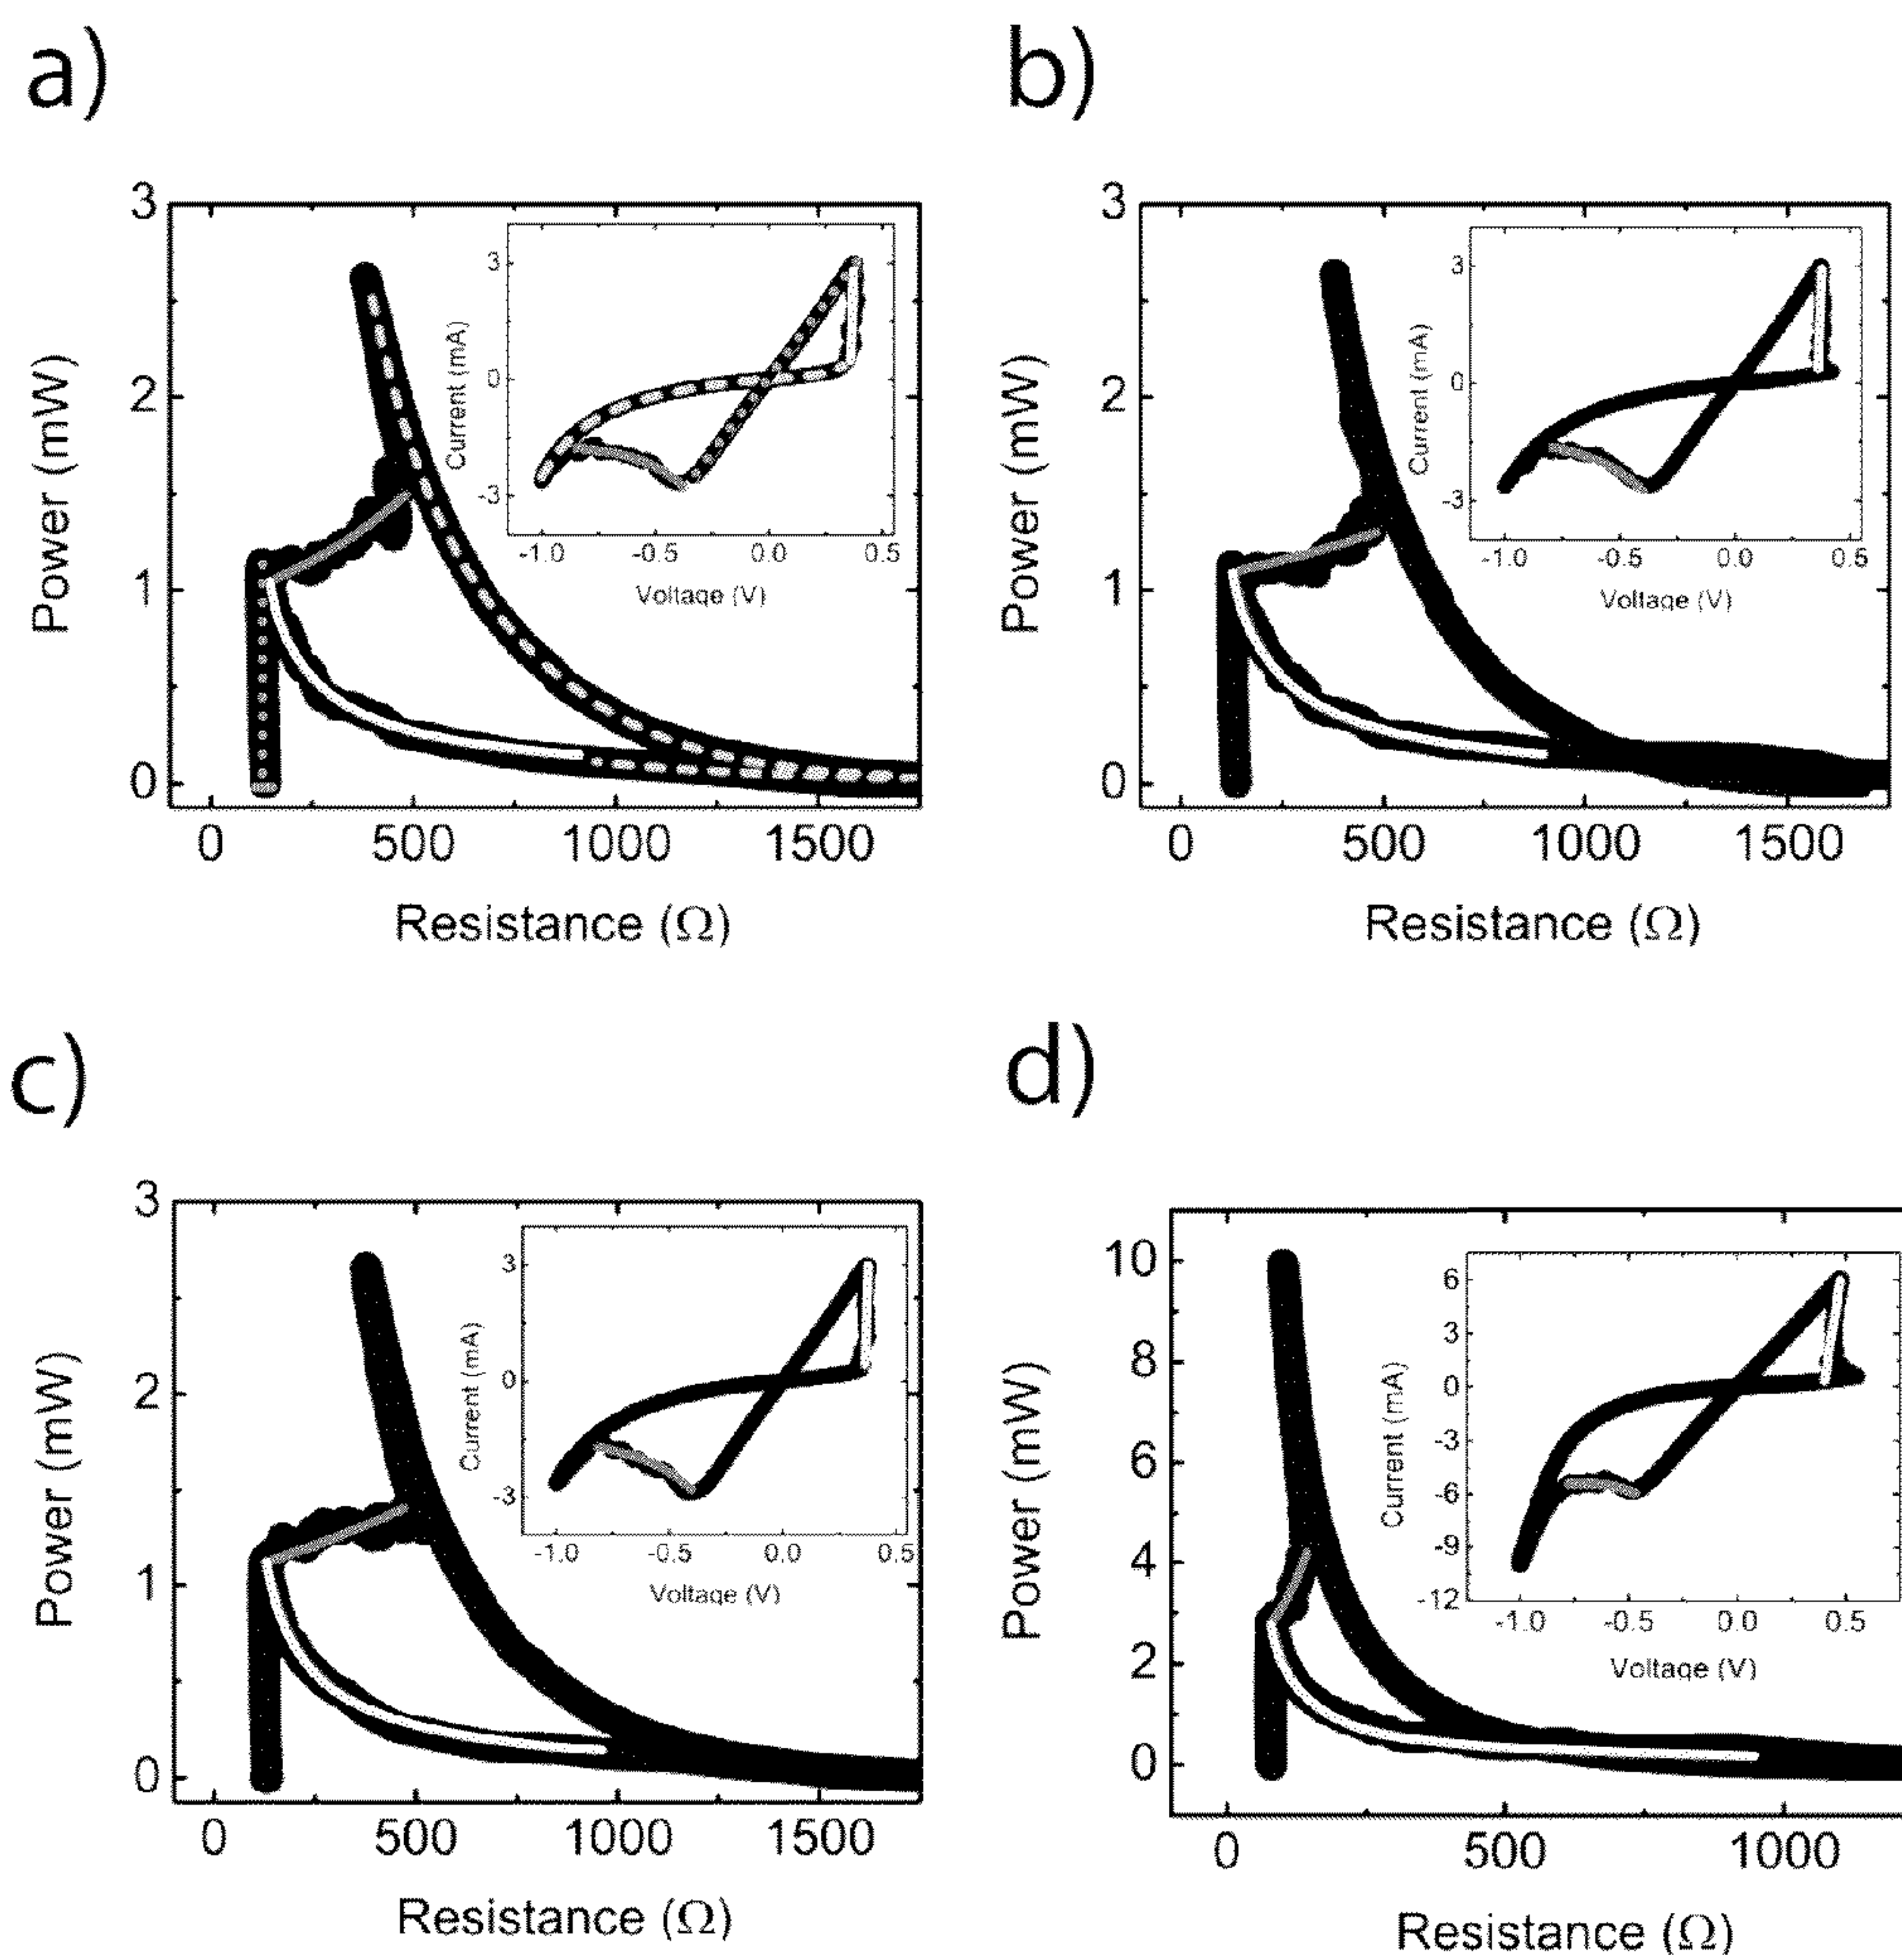 a)
3
2
1
0
Power (mW)
0 500 1000 1500
Resistance (Ω)
3
0
-3
Current (mA)
-1.0 -0.5 0.0 0.5
Voltage (V)
b)
3
2
1
0
Power (mW)
0 500 1000 1500
Resistance (Ω)
3
0
-3
Current (mA)
-1.0 -0.5 0.0 0.5
Voltage (V)
c)
3
2
1
0
Power (mW)
0 500 1000 1500
Resistance (Ω)
3
0
-3
Current (mA)
-1.0 -0.5 0.0 0.5
Voltage (V)
d)
10
8
6
4
2
0
Power (mW)
0 500 1000
Resistance (Ω)
6
3
0
-3
-6
-9
-12
Current (mA)
-1.0 -0.5 0.0 0.5
Voltage (V)